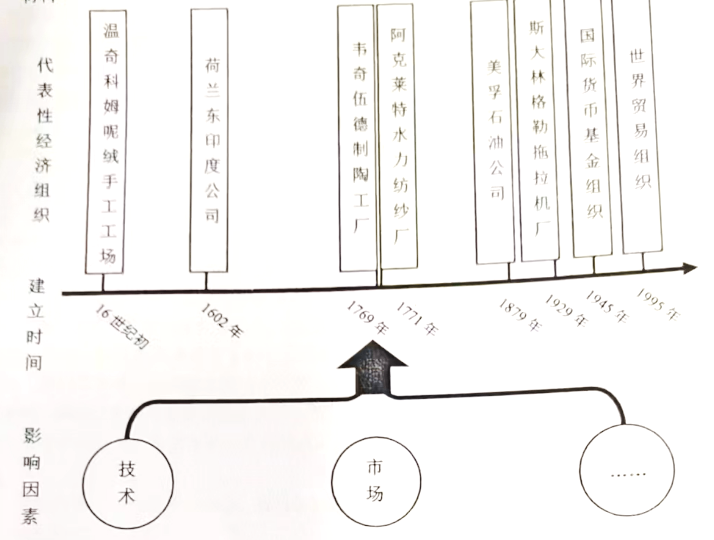 代表性经济组织
温奇科姆呢绒手工工场
荷兰东印度公司
韦奇伍德制陶工厂
阿克莱特水力纺纱厂
美孚石油公司
斯大林格勒拖拉机厂
国际货币基金组织
世界贸易组织
建立时间
16世纪初
1602年
1769年
1771年
1879年
1929年
1945年
1995年
影响因素
技术
市场
……